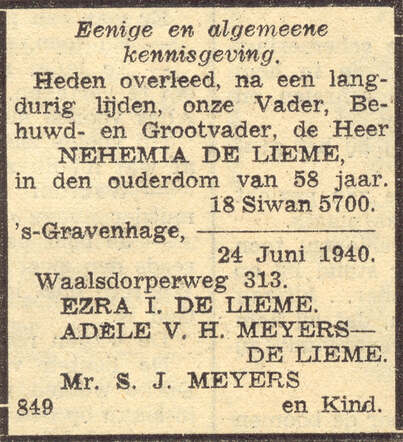 Eenige en algemeene
kennisgeving.
Heden overleed, na een lang-
durig lijden, onze Vader, Be-
huwd- en Grootvader, de Heer
NEHEMIA DE LIEME,
in den ouderdom van 58 jaar.
18 Siwan 5700.
's-Gravenhage, —
24 Juni 1940.
Waalsdorperweg 313.
EZRA I. DE LIEME.
ADÈLE V. H. MEYERS—
DE LIEME.
Mr. S. J. MEYERS
849 en Kind.